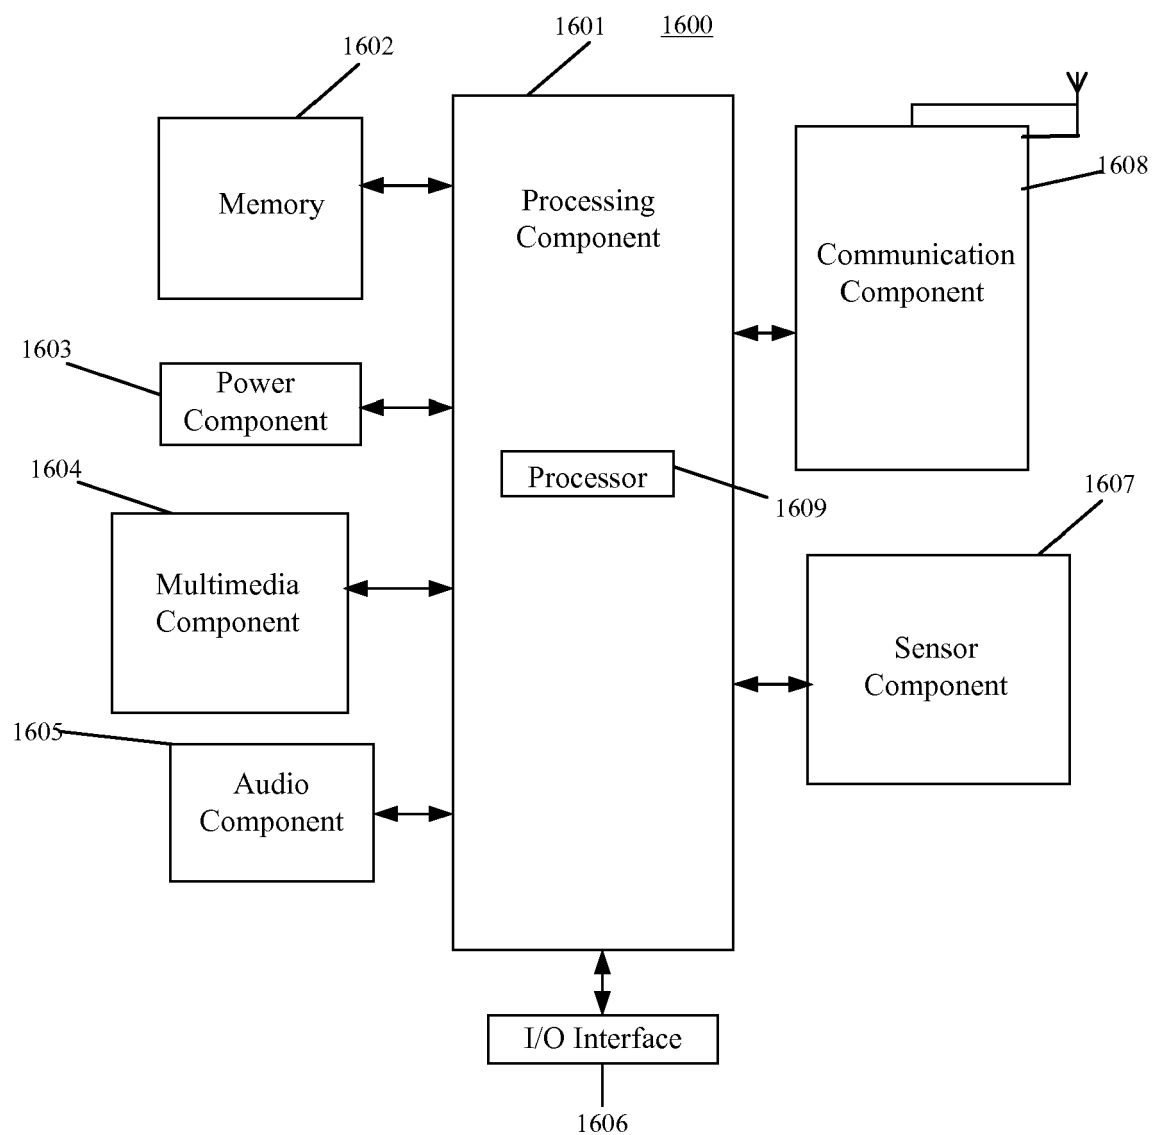 1600
1601
1602
Memory
Processing
Component
1608
Communication
Component
1603
Power
Component
1604
Processor
1609
1607
Multimedia
Component
Sensor
Component
1605
Audio
Component
I/O Interface
1606